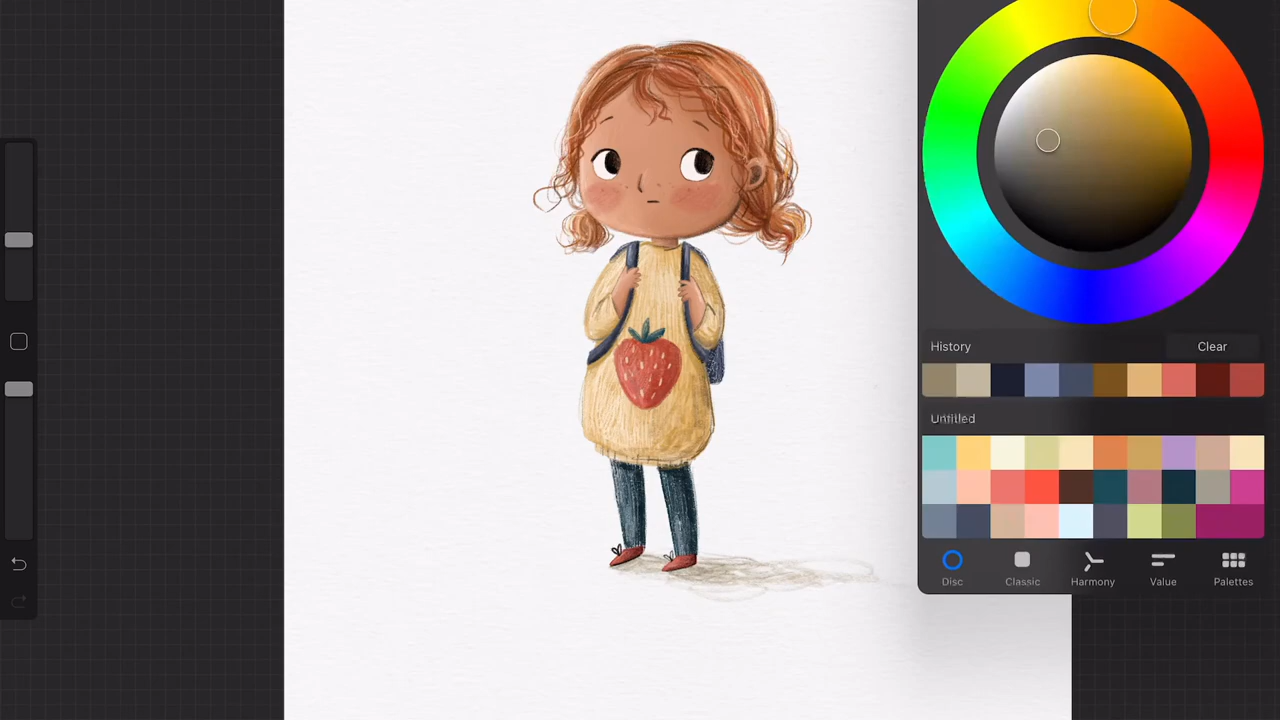 History
Clear
Untitled
Disc
Classic
Harmony
Value
Palettes